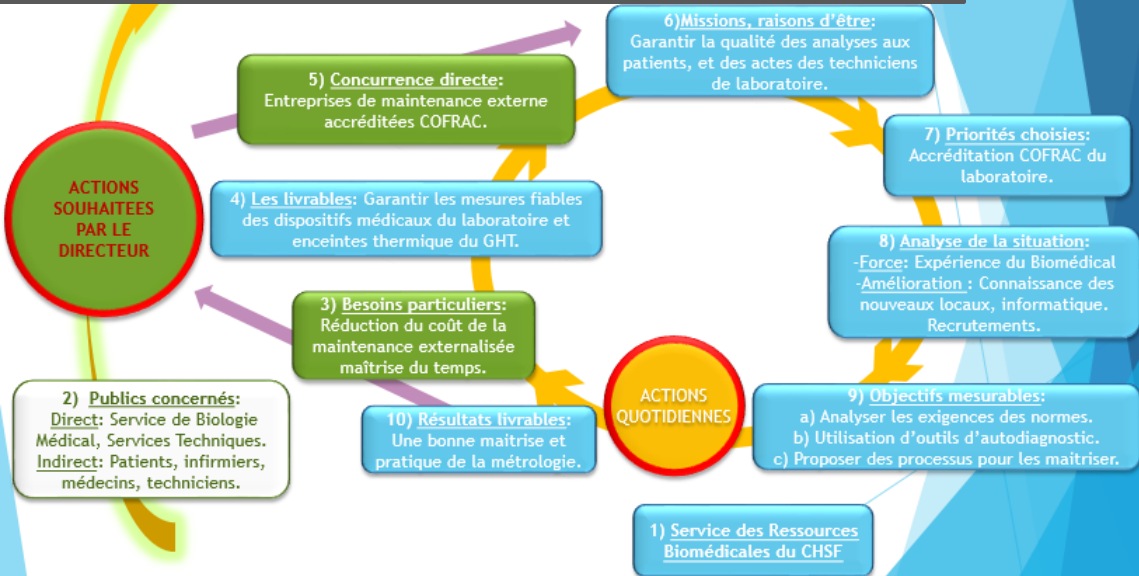 6)Missions, raisons d'être:
Garantir la qualité des analyses aux
patients, et des actes des techniciens
de laboratoire.
5) Concurrence directe:
Entreprises de maintenance externe
accréditées COFRAC.
7) Priorités choisies:
Accréditation COFRAC du
laboratoire.
ACTIONS
SOUHAITEES
PAR LE
DIRECTEUR
4) Les livrables: Garantir les mesures fiables
des dispositifs médicaux du laboratoire et
enceintes thermique du GHT.
8) Analyse de la situation:
-Force: Expérience du Biomédical
-Amélioration : Connaissance des
nouveaux locaux, informatique.
Recrutements.
3) Besoins particuliers:
Réduction du coût de la
maintenance externalisée
maîtrise du temps.
ACTIONS
QUOTIDIENNES
2) Publics concernés:
Direct: Service de Biologie
Médical, Services Techniques.
Indirect: Patients, infirmiers,
médecins, techniciens.
10) Résultats livrables:
Une bonne maitrise et
pratique de la métrologie.
9) Objectifs mesurables:
a) Analyser les exigences des normes.
b) Utilisation d'outils d'autodiagnostic.
c) Proposer des processus pour les maitriser.
1) Service des Ressources
Biomédicales du CHSF